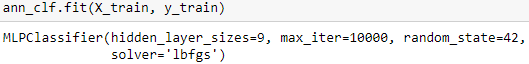 ann_clf.fit(X_train, y_train)
MLPClassifier(hidden_layer_sizes=9, max_iter=10000, random_state=42,
solver='lbfgs')